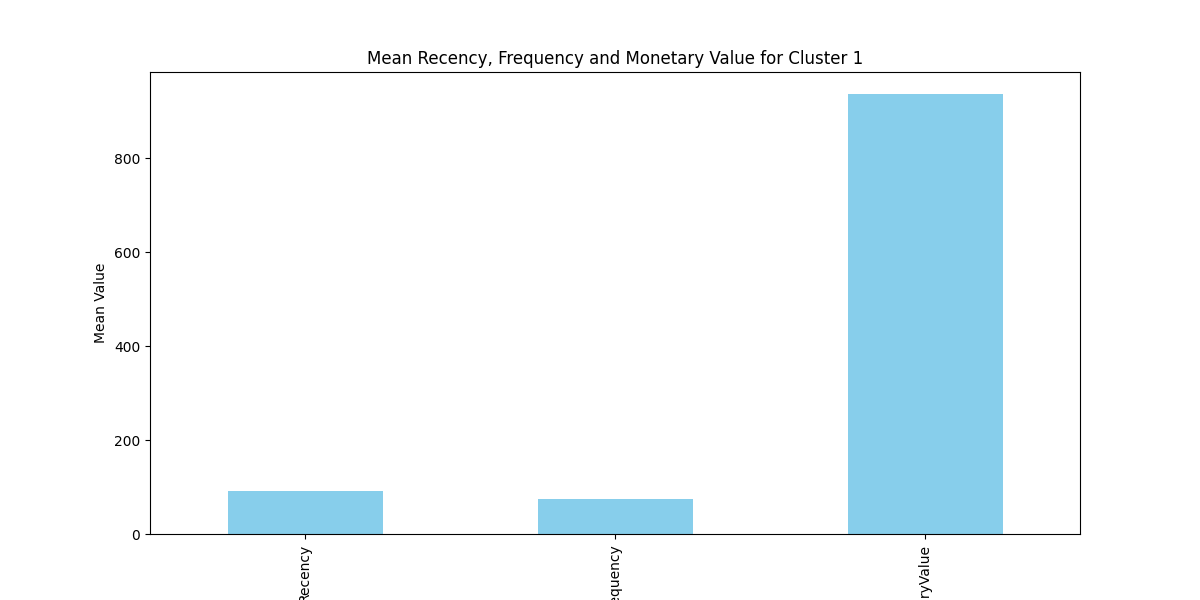 Mean Recency, Frequency and Monetary Value for Cluster 1
Mean Value
800
600
400
200
0
Recency
equency
ryValue